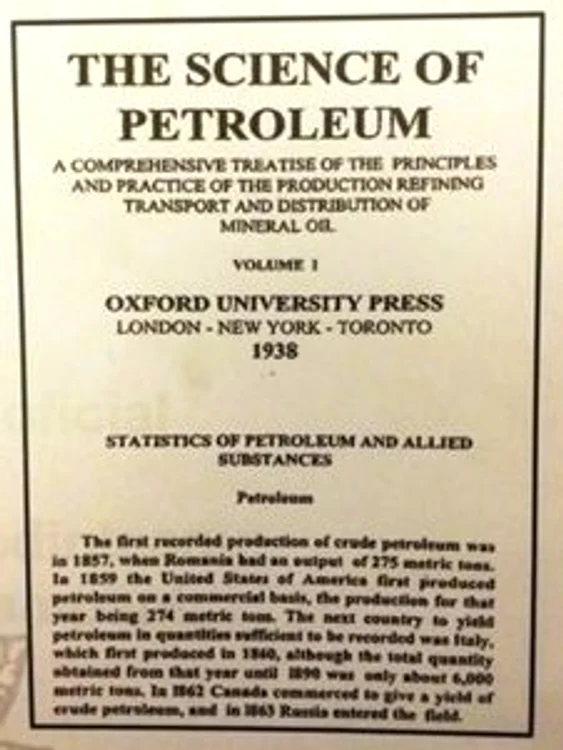 THE SCIENCE OF
PETROLEUM
A COMPREHENSIVE TREATISE OF THE PRINCIPLES
AND PRACTICE OF THE PRODUCTION REFINING
TRANSPORT AND DISTRIBUTION OF
MINERAL OIL
VOLUME 1
OXFORD UNIVERSITY PRESS
LONDON - NEW YORK - TORONTO
1938
STATISTICS OF PETROLEUM AND ALLIED
SUBSTANCES
Petroleum
The first recorded production of crude petroleum was
in 1857, when Romania had an output of 275 metric tons.
In 1859 the United States of America first produced
petroleum on a commercial basis, the production for that
year being 274 metric tons. The next country to yield
petroleum in quantities sufficient to be recorded was Italy,
which first produced in 1860, although the total quantity
obtained from that year until 1890 was only about 6,000
metric tons. In 1862 Canada commerced to give a yield of
crude petroleum, and in 1863 Russia entered the field.